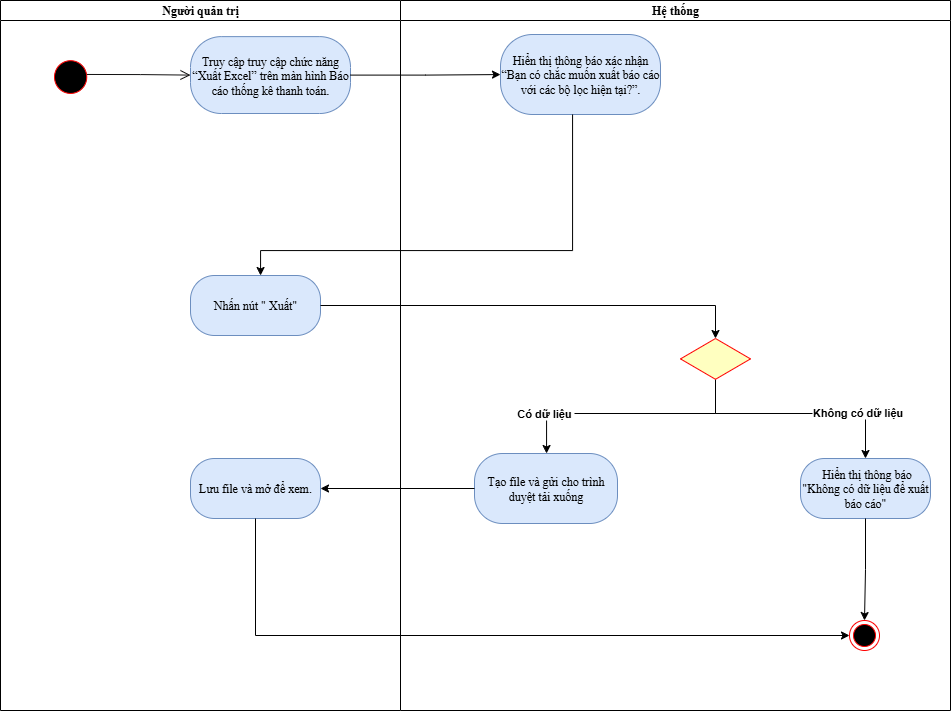 Người quản trị
Hệ thống
Truy cập truy cập chức năng
“Xuất Excel” trên màn hình Báo
cáo thống kê thanh toán.
Hiển thị thông báo xác nhận
“Bạn có chắc muốn xuất báo cáo
với các bộ lọc hiện tại?”.
Nhấn nút " Xuất"
Có dữ liệu
Không có dữ liệu
Lưu file và mở để xem.
Tạo file và gửi cho trình
duyệt tải xuống
Hiển thị thông báo
"Không có dữ liệu để xuất
báo cáo"